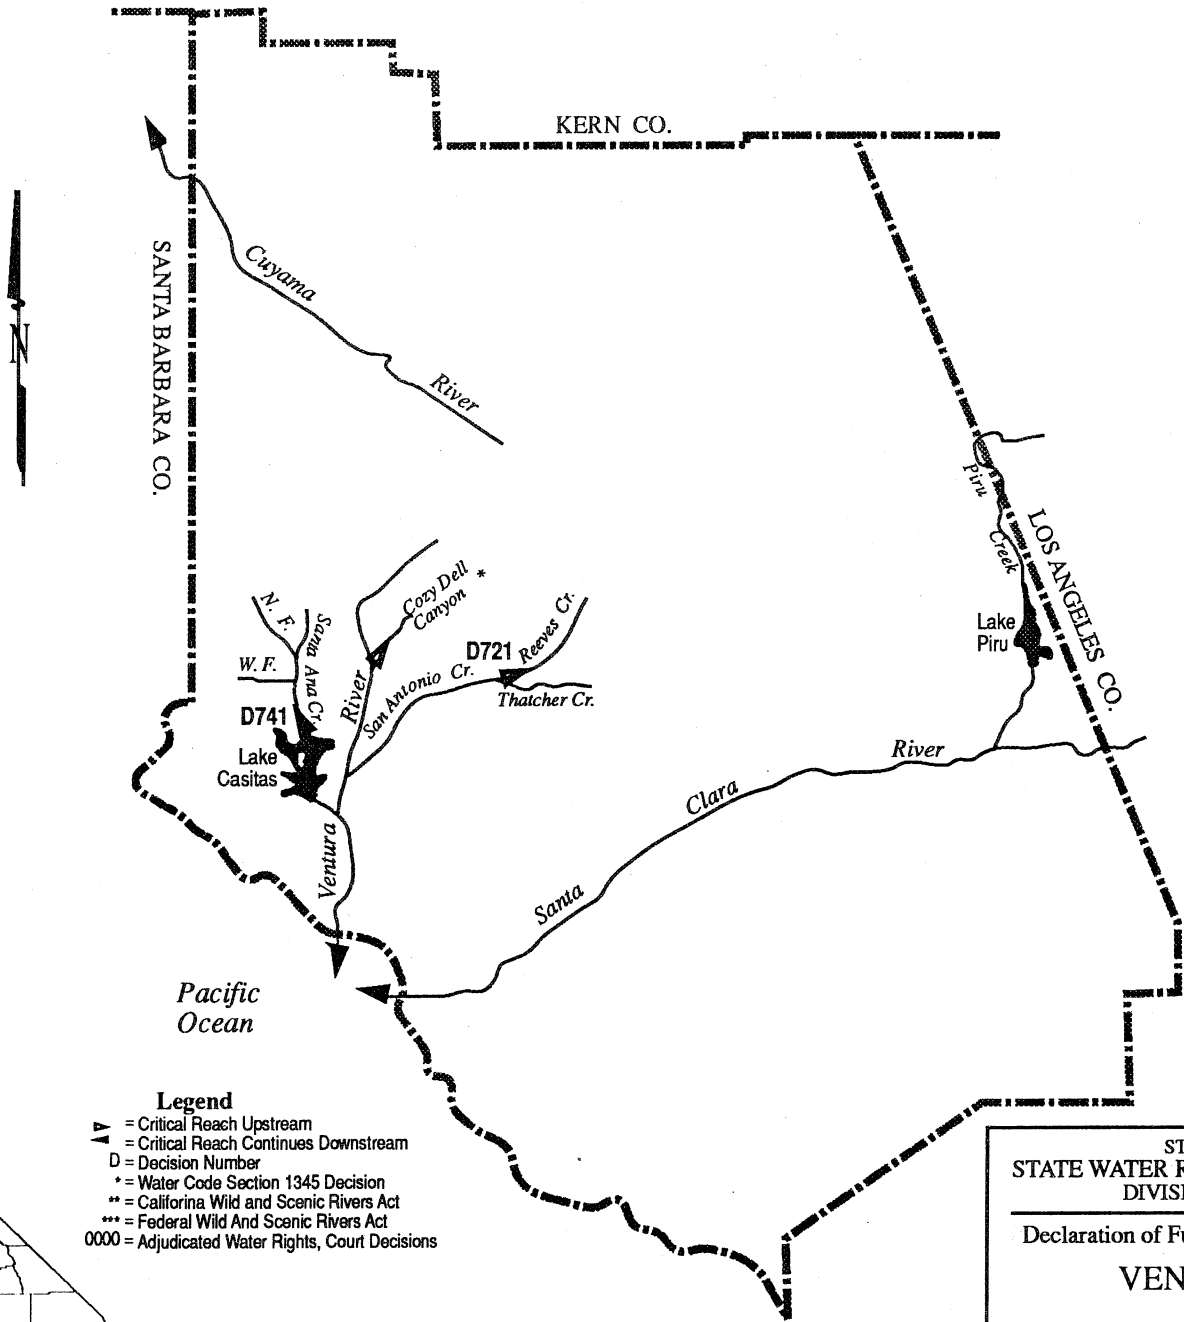 KERN CO.
SANTA BARBARA CO.
N
Cuyama
River
Piru
Creek
LOS ANGELES CO.
Lake
Piru
N. F.
Santa Ana Cr.
W. F.
Cozy Dell *
Canyon
D721
Reeves Cr.
River
San Antonio Cr.
Thatcher Cr.
D741
Lake
Casitas
Ventura
River
Clara
Santa
Pacific
Ocean
Legend
= Critical Reach Upstream
= Critical Reach Continues Downstream
D = Decision Number
* = Water Code Section 1345 Decision
** = Califorina Wild and Scenic Rivers Act
*** = Federal Wild And Scenic Rivers Act
0000 = Adjudicated Water Rights, Court Decisions
ST
STATE WATER R
DIVISI
Declaration of Fu
VEN